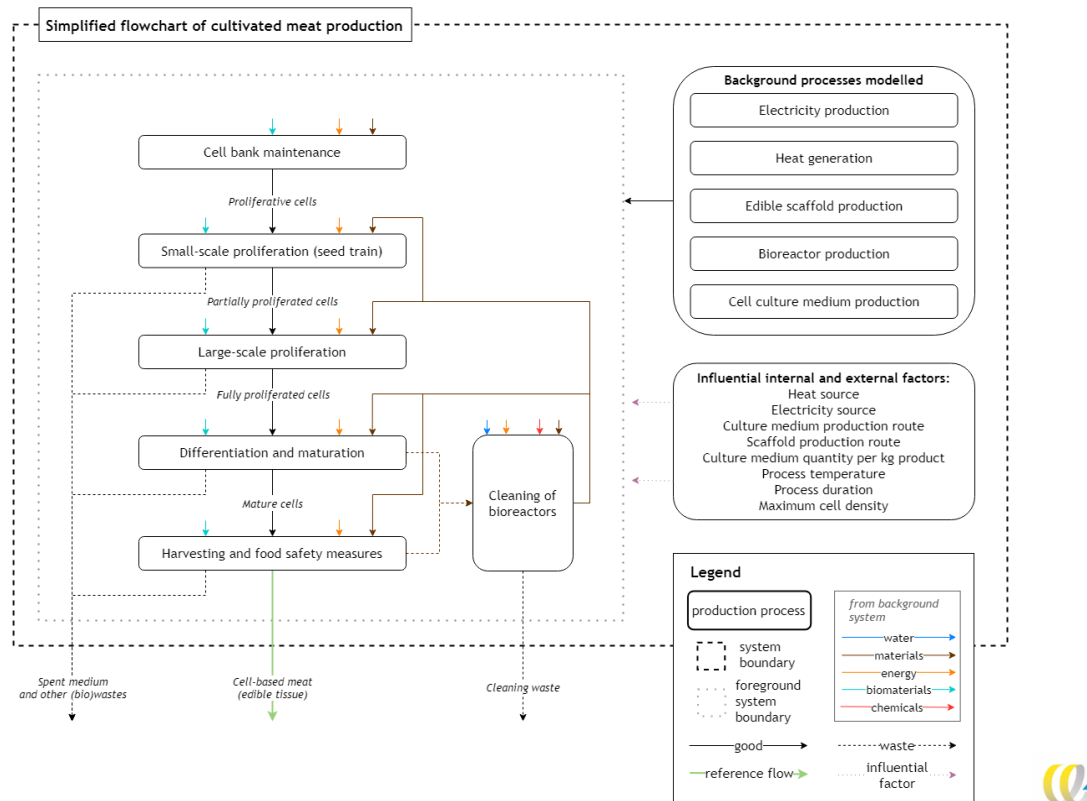 Simplified flowchart of cultivated meat production
Cell bank maintenance
Proliferative cells
Small-scale proliferation (seed train)
Partially proliferated cells
Large-scale proliferation
Fully proliferated cells
Differentiation and maturation
Mature cells
Harvesting and food safety measures
Cleaning of
bioreactors
Spent medium
and other (bio)wastes
Cell-based meat
(edible tissue)
Cleaning waste
Background processes modelled
Electricity production
Heat generation
Edible scaffold production
Bioreactor production
Cell culture medium production
Influential internal and external factors:
Heat source
Electricity source
Culture medium production route
Scaffold production route
Culture medium quantity per kg product
Process temperature
Process duration
Maximum cell density
Legend
production process
system
boundary
foreground
system
boundary
good
reference flow
from background
system
water
materials
energy
biomaterials
chemicals
waste
influential
factor